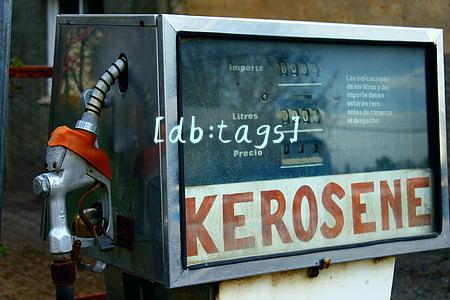 Importe
000
Las indicaciones
de los litros y del
importe deben
estar en cero
antes de comenzar
el despacho
Litros
[db:tags]
Precio
KEROSENE